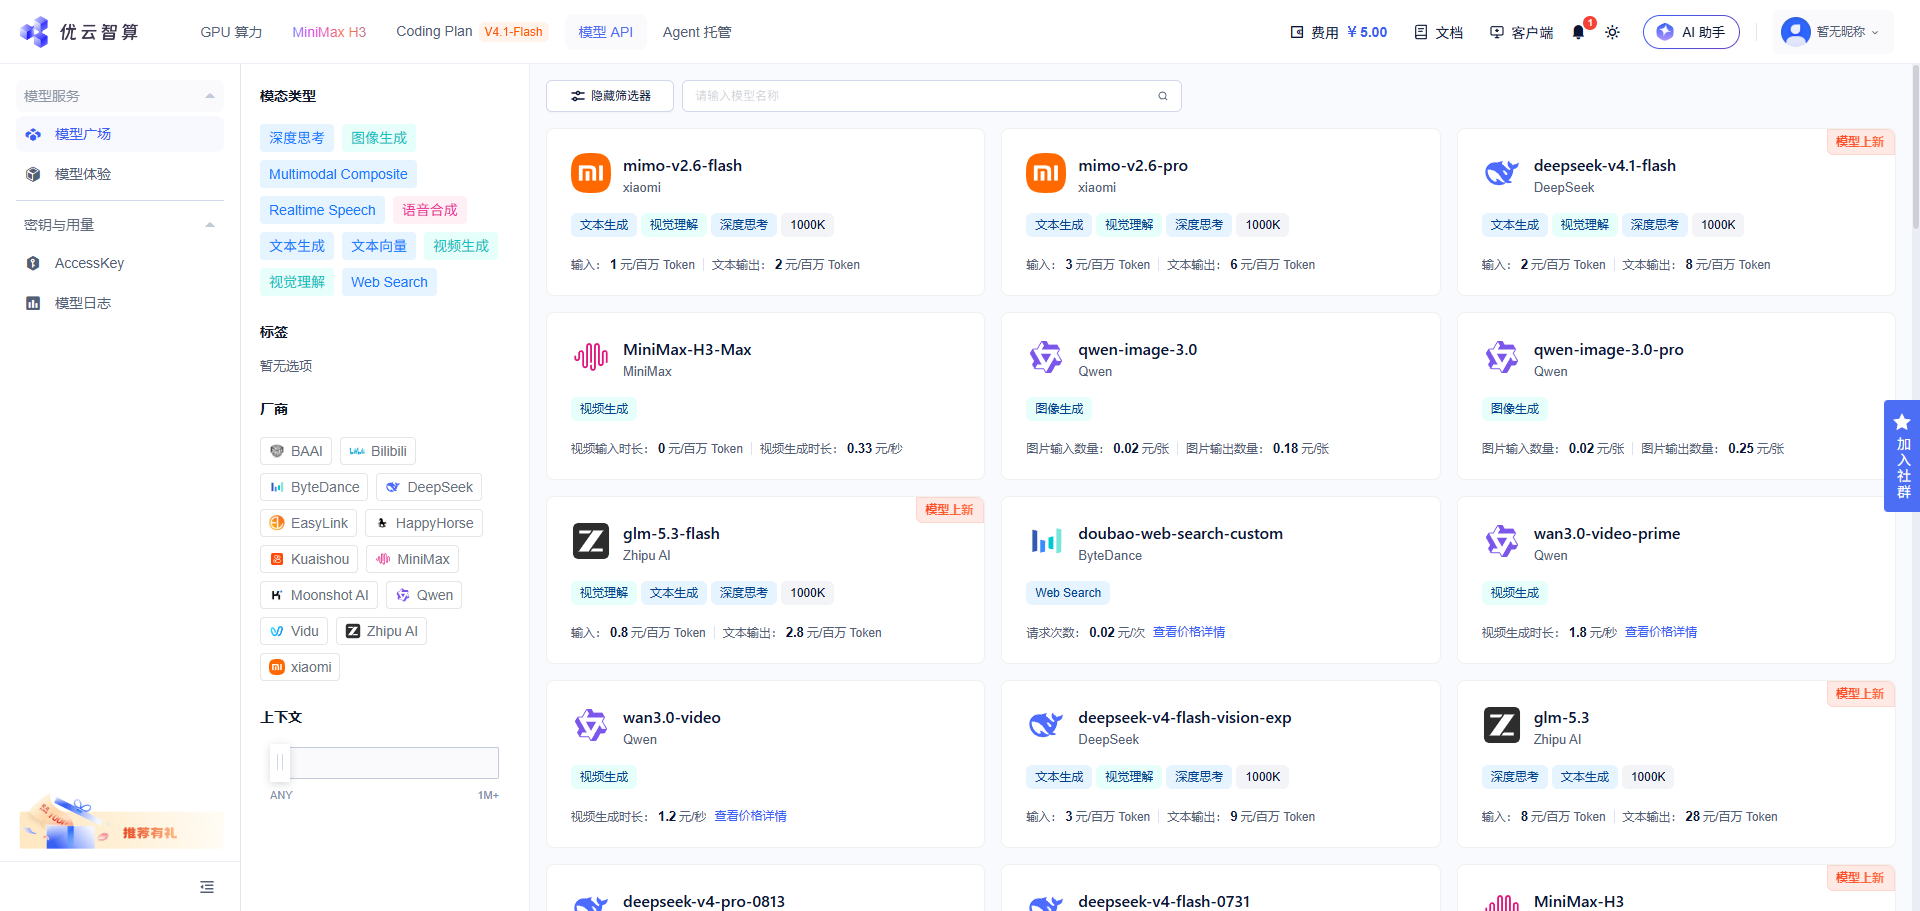 优云智算
GPU 算力
MiniMax H3
Coding Plan V4.1-Flash
模型 API
Agent 托管
费用 ¥ 5.00
文档
客户端
1
AI 助手
暂无昵称
模型服务
模型广场
模型体验
密钥与用量
AccessKey
模型日志
推荐有礼
模态类型
深度思考 图像生成
Multimodal Composite
Realtime Speech 语音合成
文本生成 文本向量 视频生成
视觉理解 Web Search
标签
暂无选项
厂商
BAAI Bilibili
ByteDance DeepSeek
EasyLink HappyHorse
Kuaishou MiniMax
Moonshot AI Qwen
Vidu Zhipu AI
xiaomi
上下文
ANY 1M+
隐藏筛选器
请输入模型名称
mimo-v2.6-flash
xiaomi
文本生成 视觉理解 深度思考 1000K
输入： 1 元/百万 Token 文本输出： 2 元/百万 Token
mimo-v2.6-pro
xiaomi
文本生成 视觉理解 深度思考 1000K
输入： 3 元/百万 Token 文本输出： 6 元/百万 Token
模型上新
deepseek-v4.1-flash
DeepSeek
文本生成 视觉理解 深度思考 1000K
输入： 2 元/百万 Token 文本输出： 8 元/百万 Token
MiniMax-H3-Max
MiniMax
视频生成
视频输入时长： 0 元/百万 Token 视频生成时长： 0.33 元/秒
qwen-image-3.0
Qwen
图像生成
图片输入数量： 0.02 元/张 图片输出数量： 0.18 元/张
qwen-image-3.0-pro
Qwen
图像生成
图片输入数量： 0.02 元/张 图片输出数量： 0.25 元/张
模型上新
glm-5.3-flash
Zhipu AI
视觉理解 文本生成 深度思考 1000K
输入： 0.8 元/百万 Token 文本输出： 2.8 元/百万 Token
doubao-web-search-custom
ByteDance
Web Search
请求次数： 0.02 元/次 查看价格详情
wan3.0-video-prime
Qwen
视频生成
视频生成时长： 1.8 元/秒 查看价格详情
wan3.0-video
Qwen
视频生成
视频生成时长： 1.2 元/秒 查看价格详情
deepseek-v4-flash-vision-exp
DeepSeek
文本生成 视觉理解 深度思考 1000K
输入： 3 元/百万 Token 文本输出： 9 元/百万 Token
模型上新
glm-5.3
Zhipu AI
深度思考 文本生成 1000K
输入： 8 元/百万 Token 文本输出： 28 元/百万 Token
deepseek-v4-pro-0813
deepseek-v4-flash-0731
模型上新
MiniMax-H3
加入社群